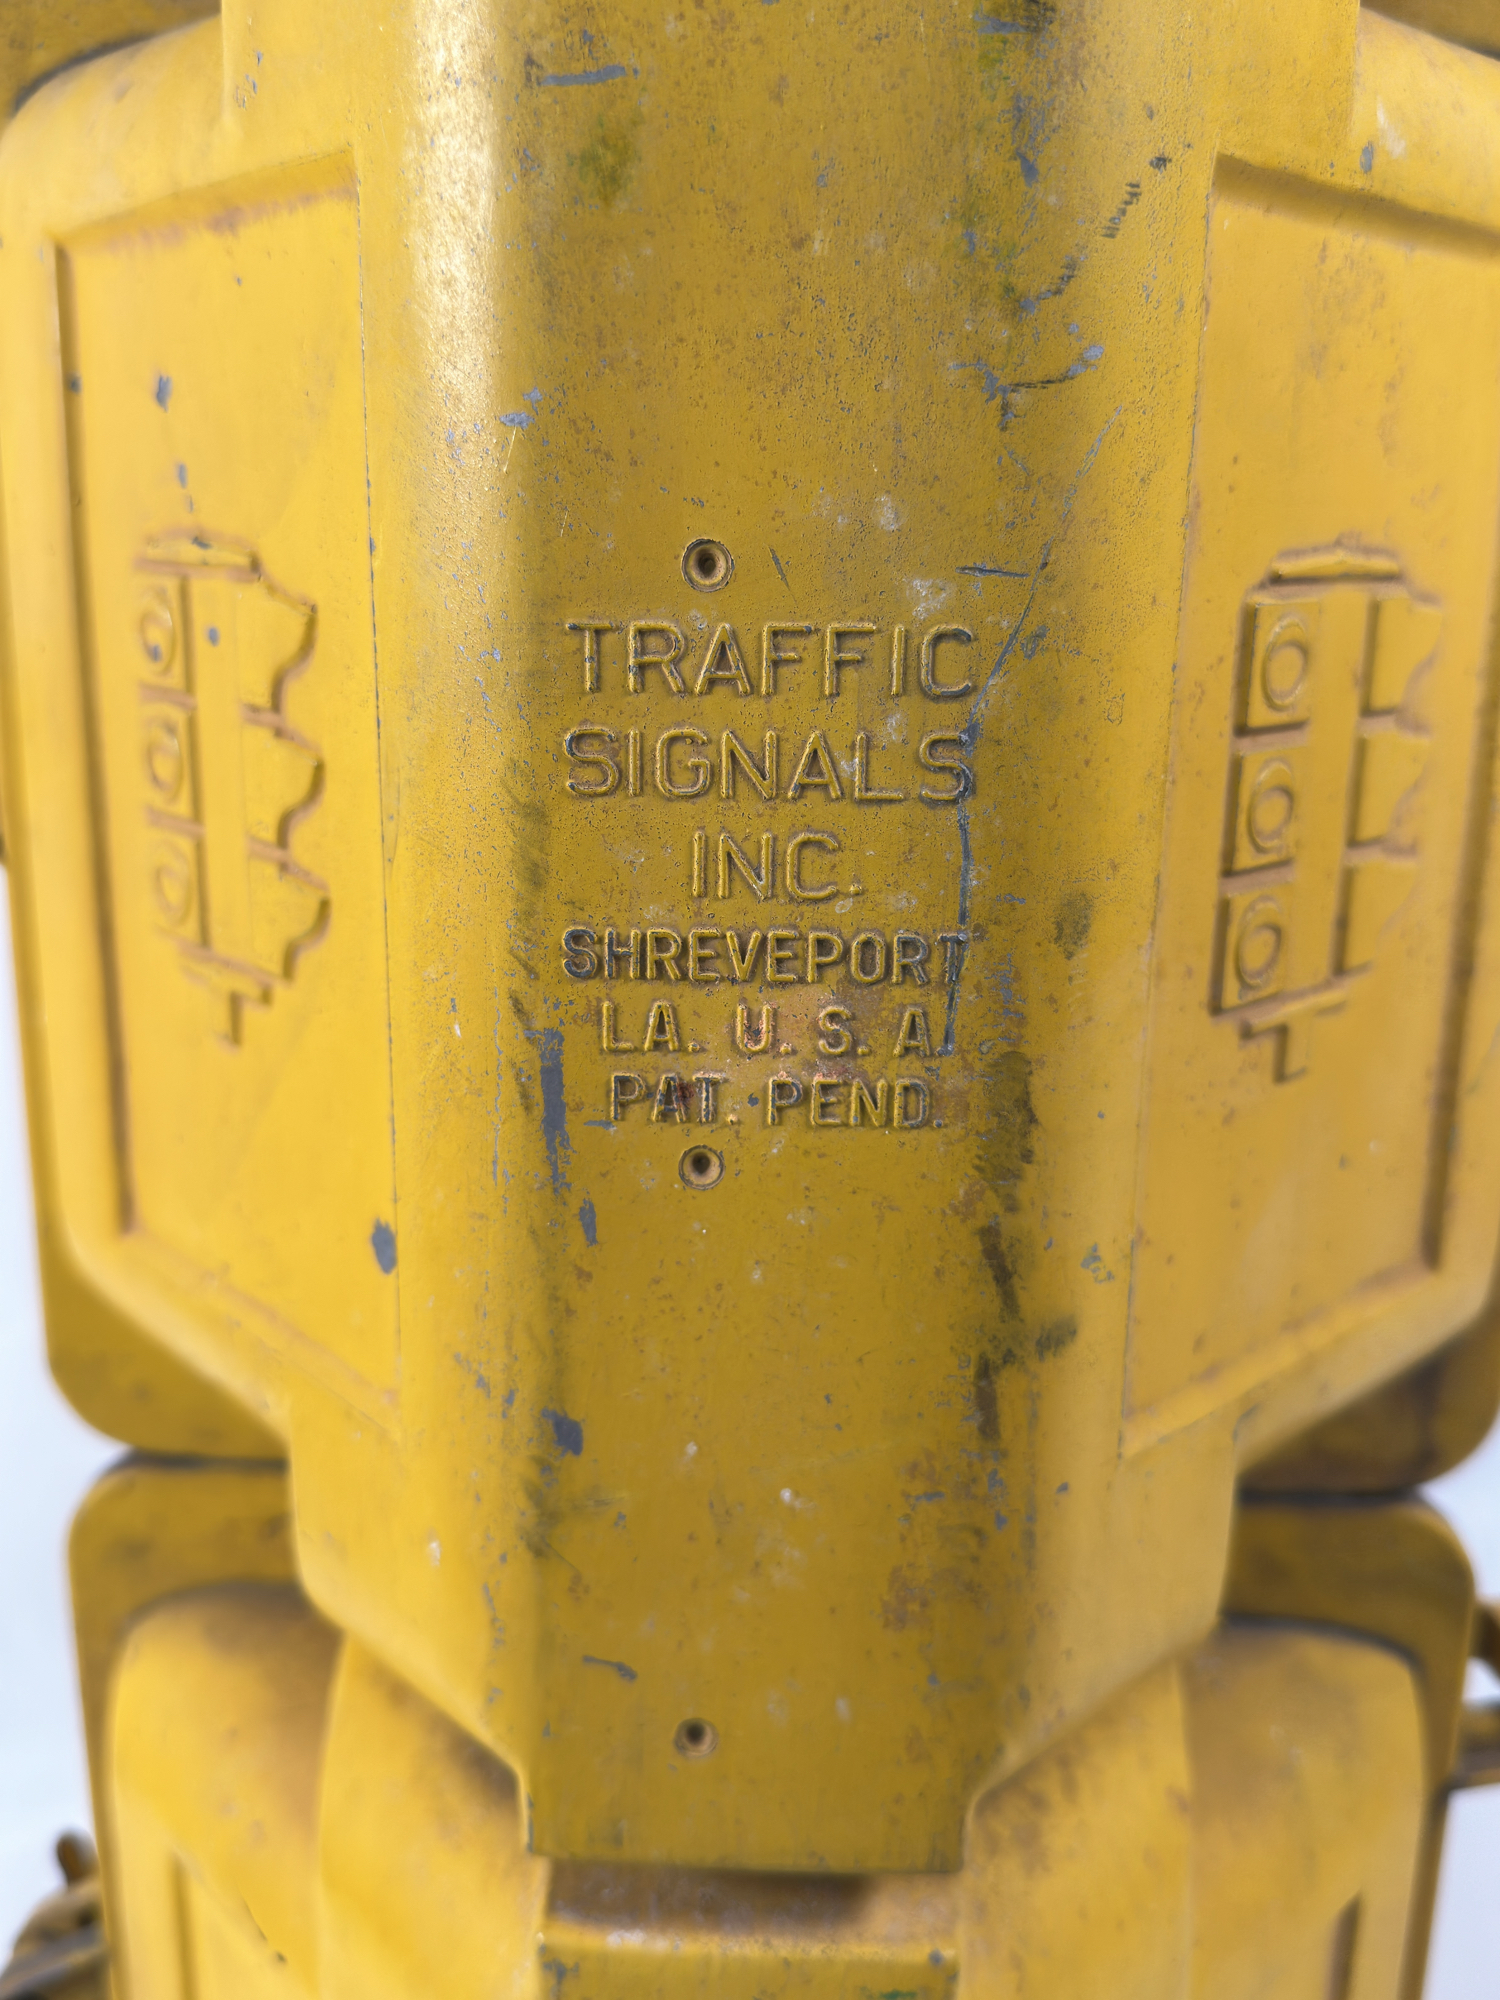 TRAFFIC
SIGNALS
INC.
SHREVEPORT
LA. U. S. A.
PAT. PEND.